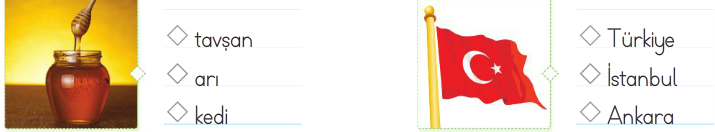 tavşan
arı
kedi
Türkiye
İstanbul
Ankara